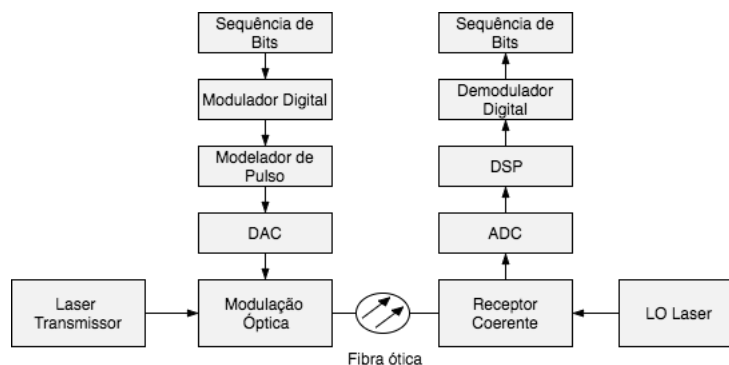 Sequência de
Bits
Modulador Digital
Modelador de
Pulso
DAC
Laser
Transmissor
Modulação
Óptica
Fibra ótica
Sequência de
Bits
Demodulador
Digital
DSP
ADC
Receptor
Coerente
LO Laser